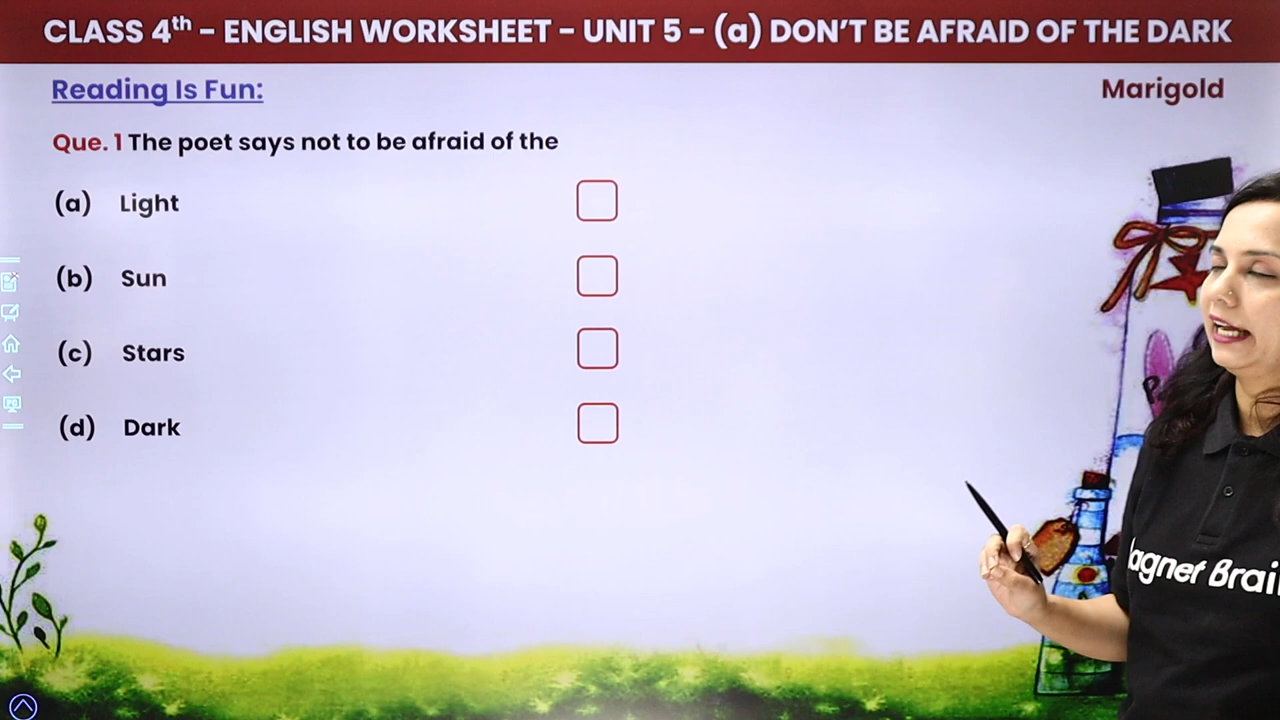 CLASS 4th – ENGLISH WORKSHEET – UNIT 5 – (a) DON'T BE AFRAID OF THE DARK
Reading Is Fun:
Marigold
Que. 1 The poet says not to be afraid of the
(a) Light
(b) Sun
(c) Stars
(d) Dark
agnet Brai